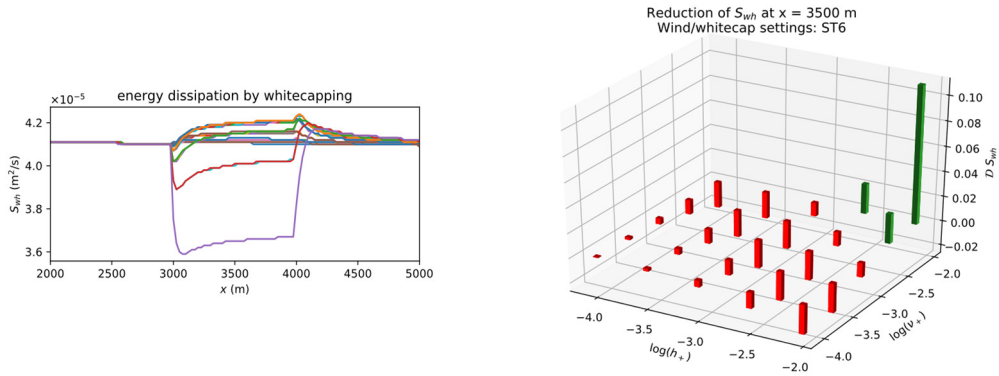 energy dissipation by whitecapping
×10⁻⁵
4.2
4.0
3.8
3.6
S_wh (m²/s)
2000 2500 3000 3500 4000 4500 5000
x (m)
Reduction of S_wh at x = 3500 m
Wind/whitecap settings: ST6
0.10
0.08
0.06
0.04
0.02
0.00
−0.02
D S_wh
−4.0 −3.5 −3.0 −2.5 −2.0
log(h₊)
−4.0 −3.5 −3.0 −2.5 −2.0
log(ν₊)